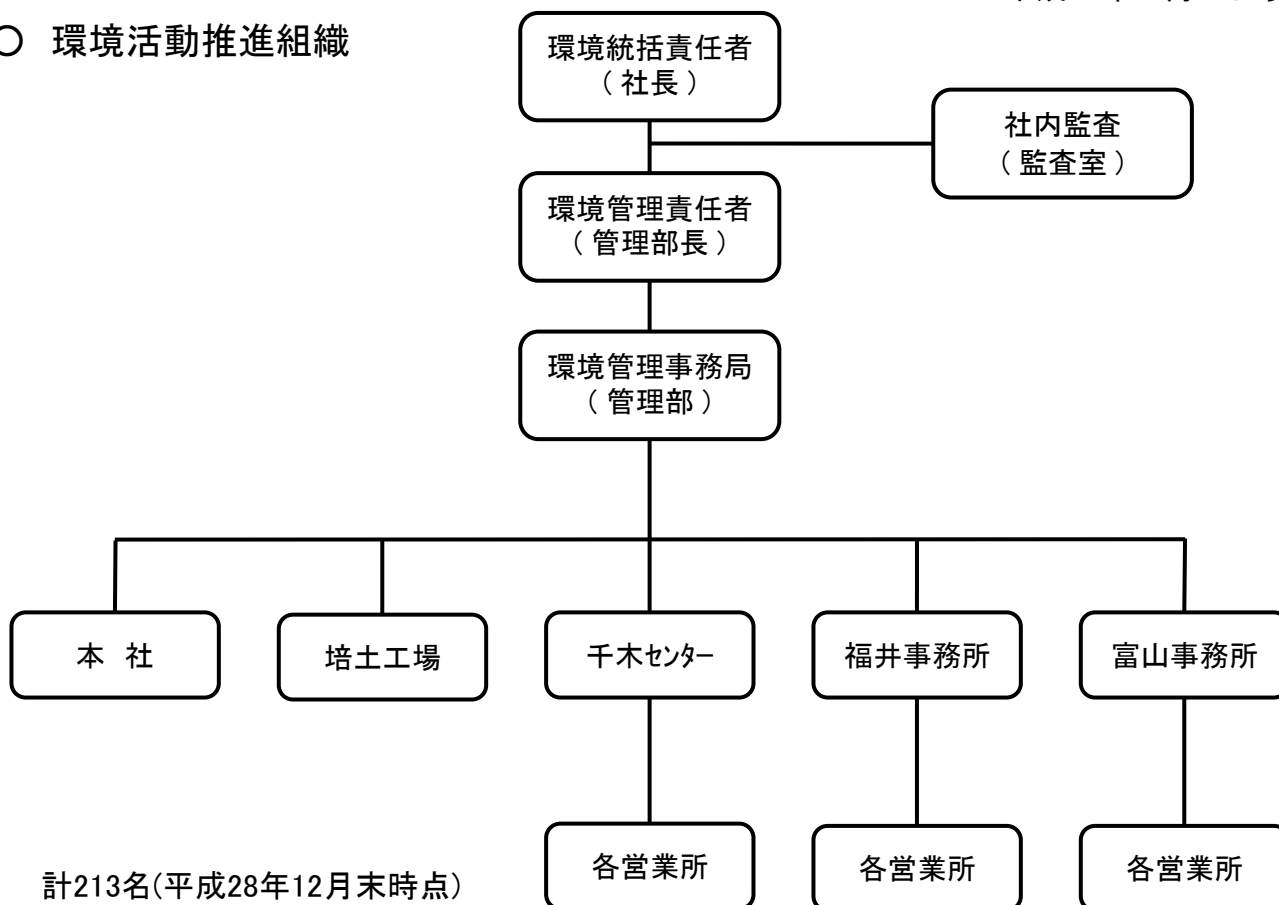 ○ 環境活動推進組織
環境統括責任者
(社長)
社内監査
(監査室)
環境管理責任者
(管理部長)
環境管理事務局
(管理部)
本 社
培土工場
千木センター
福井事務所
富山事務所
各営業所
各営業所
各営業所
計213名(平成28年12月末時点)